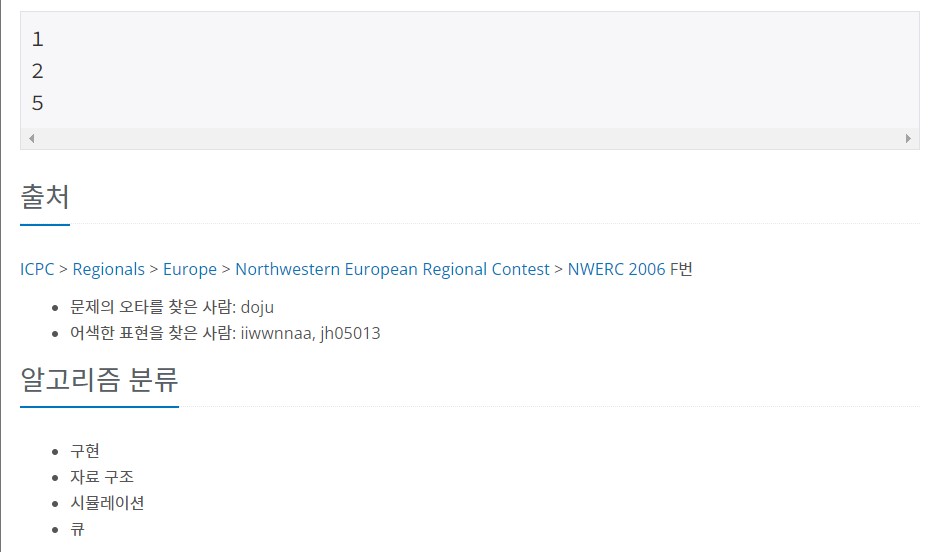 1
2
5
출처
ICPC > Regionals > Europe > Northwestern European Regional Contest > NWERC 2006 F번
문제의 오타를 찾은 사람: doju
어색한 표현을 찾은 사람: iiwwnnaa, jh05013
알고리즘 분류
구현
자료 구조
시뮬레이션
큐